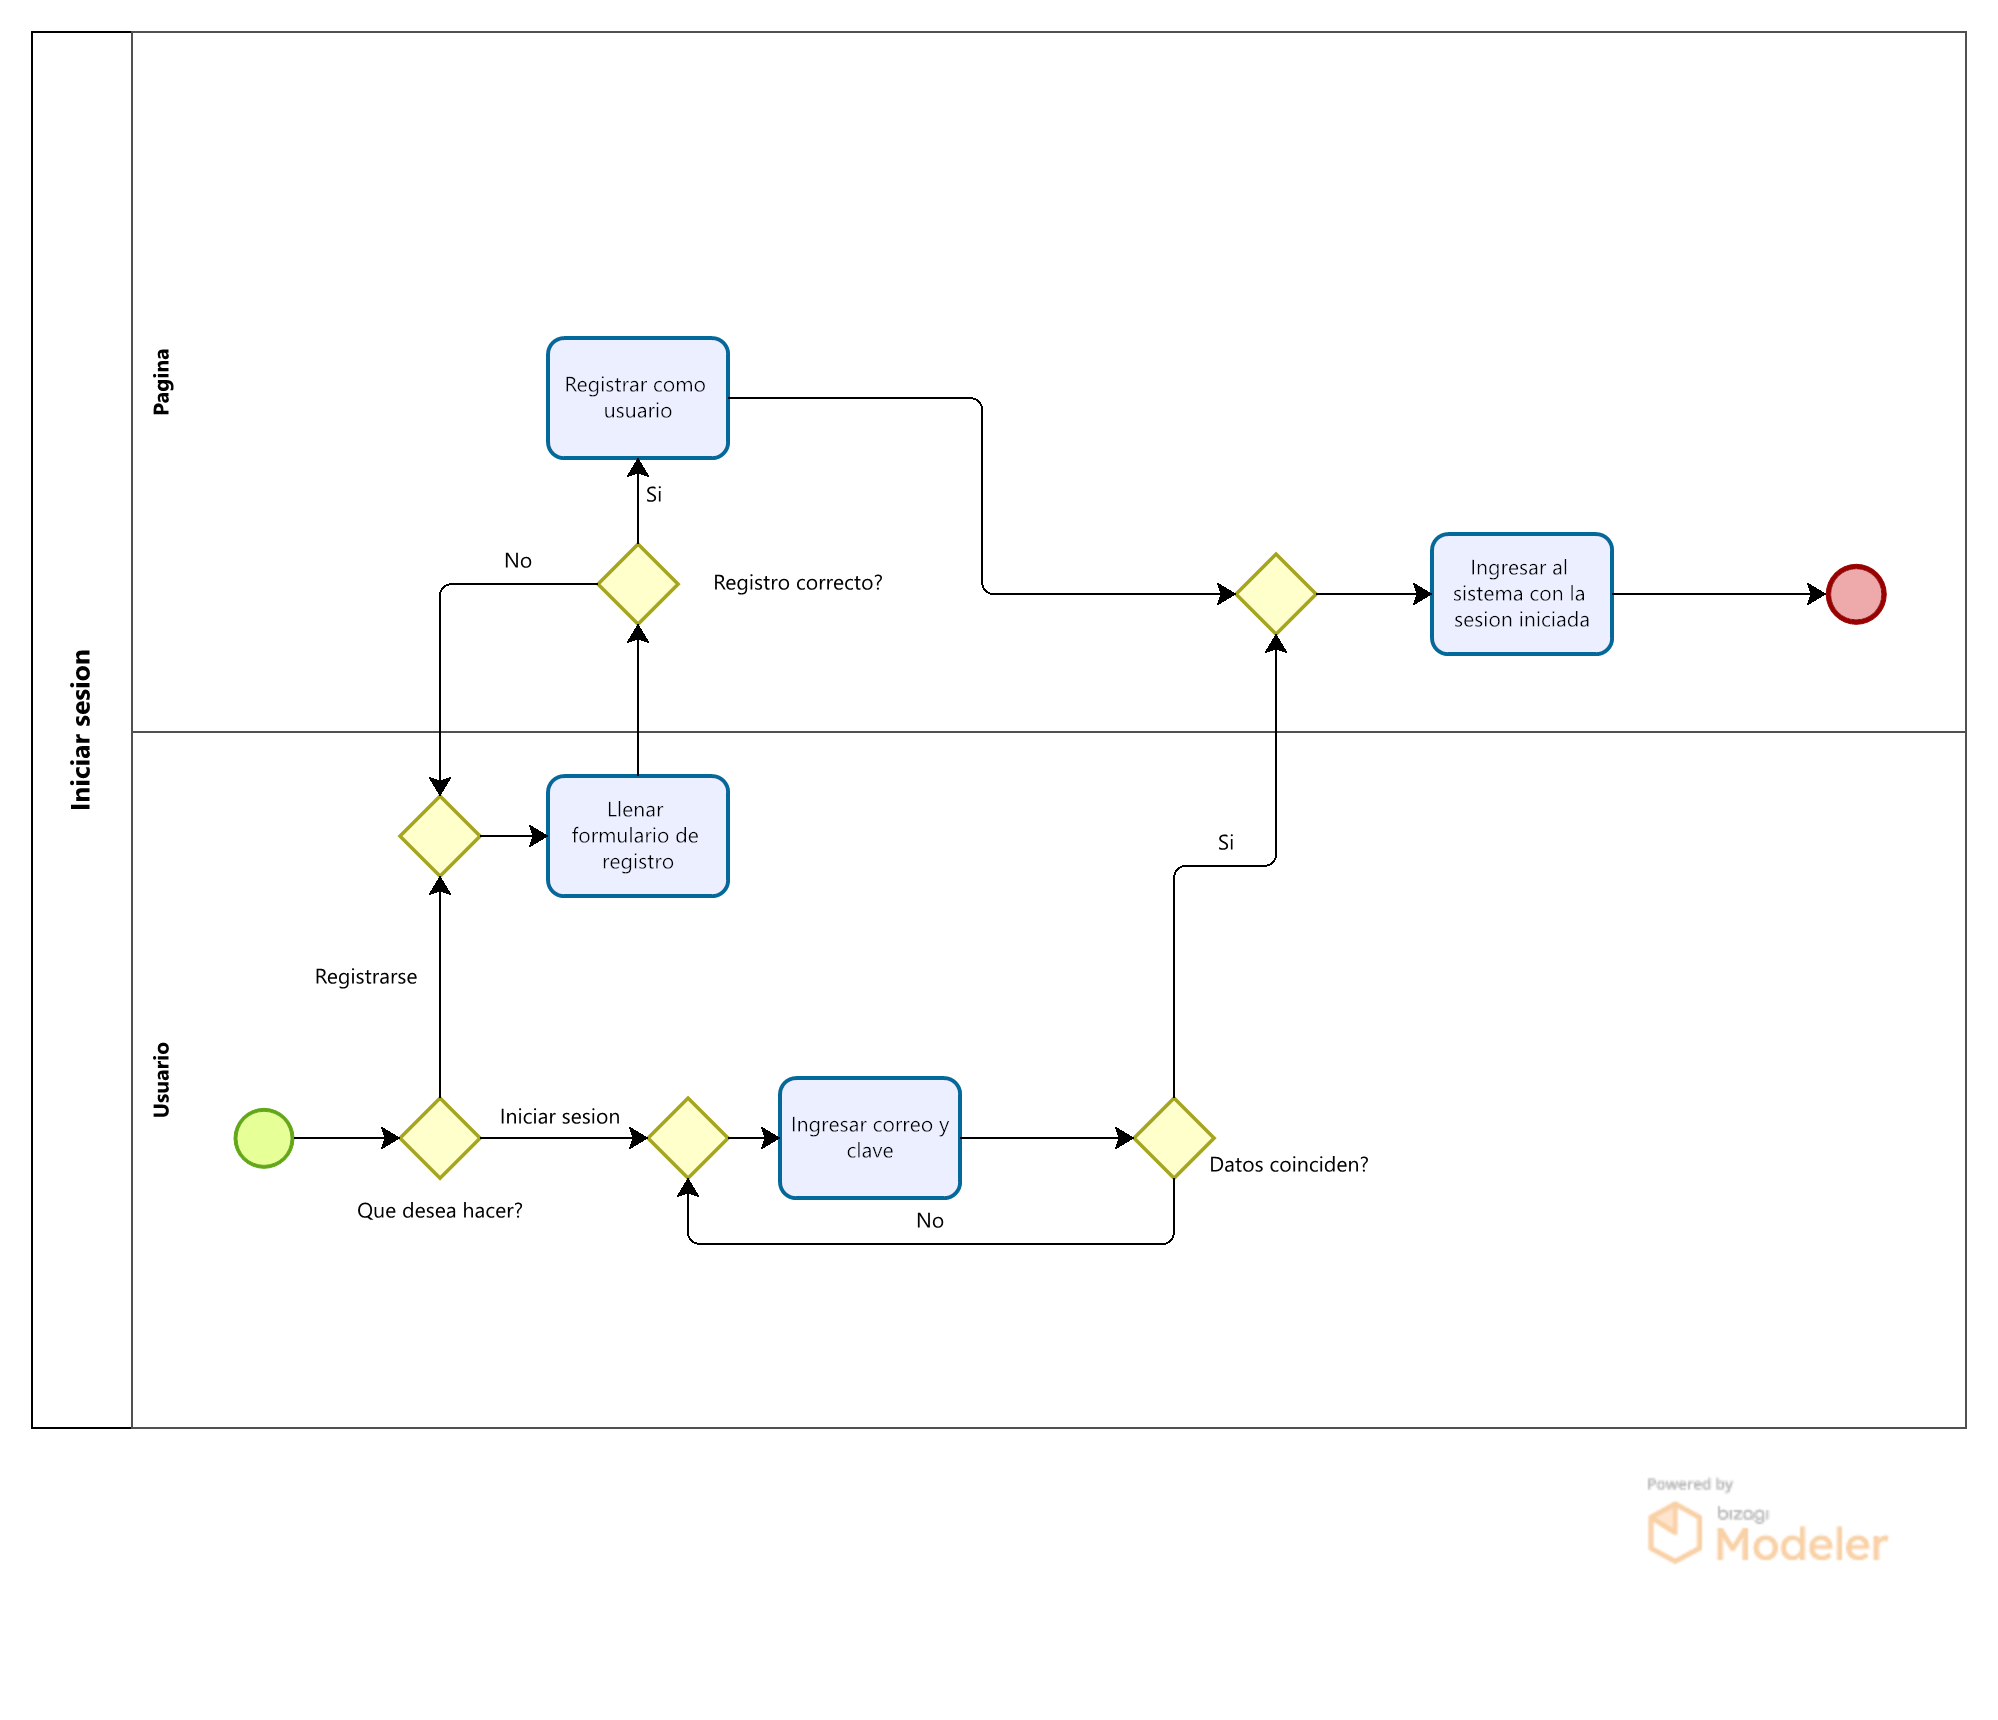 Iniciar sesion
Pagina
Registrar como
usuario
Si
No
Registro correcto?
Ingresar al
sistema con la
sesion iniciada
Usuario
Llenar
formulario de
registro
Si
Registrarse
Iniciar sesion
Ingresar correo y
clave
Datos coinciden?
Que desea hacer?
No
Powered by
bizagi
Modeler